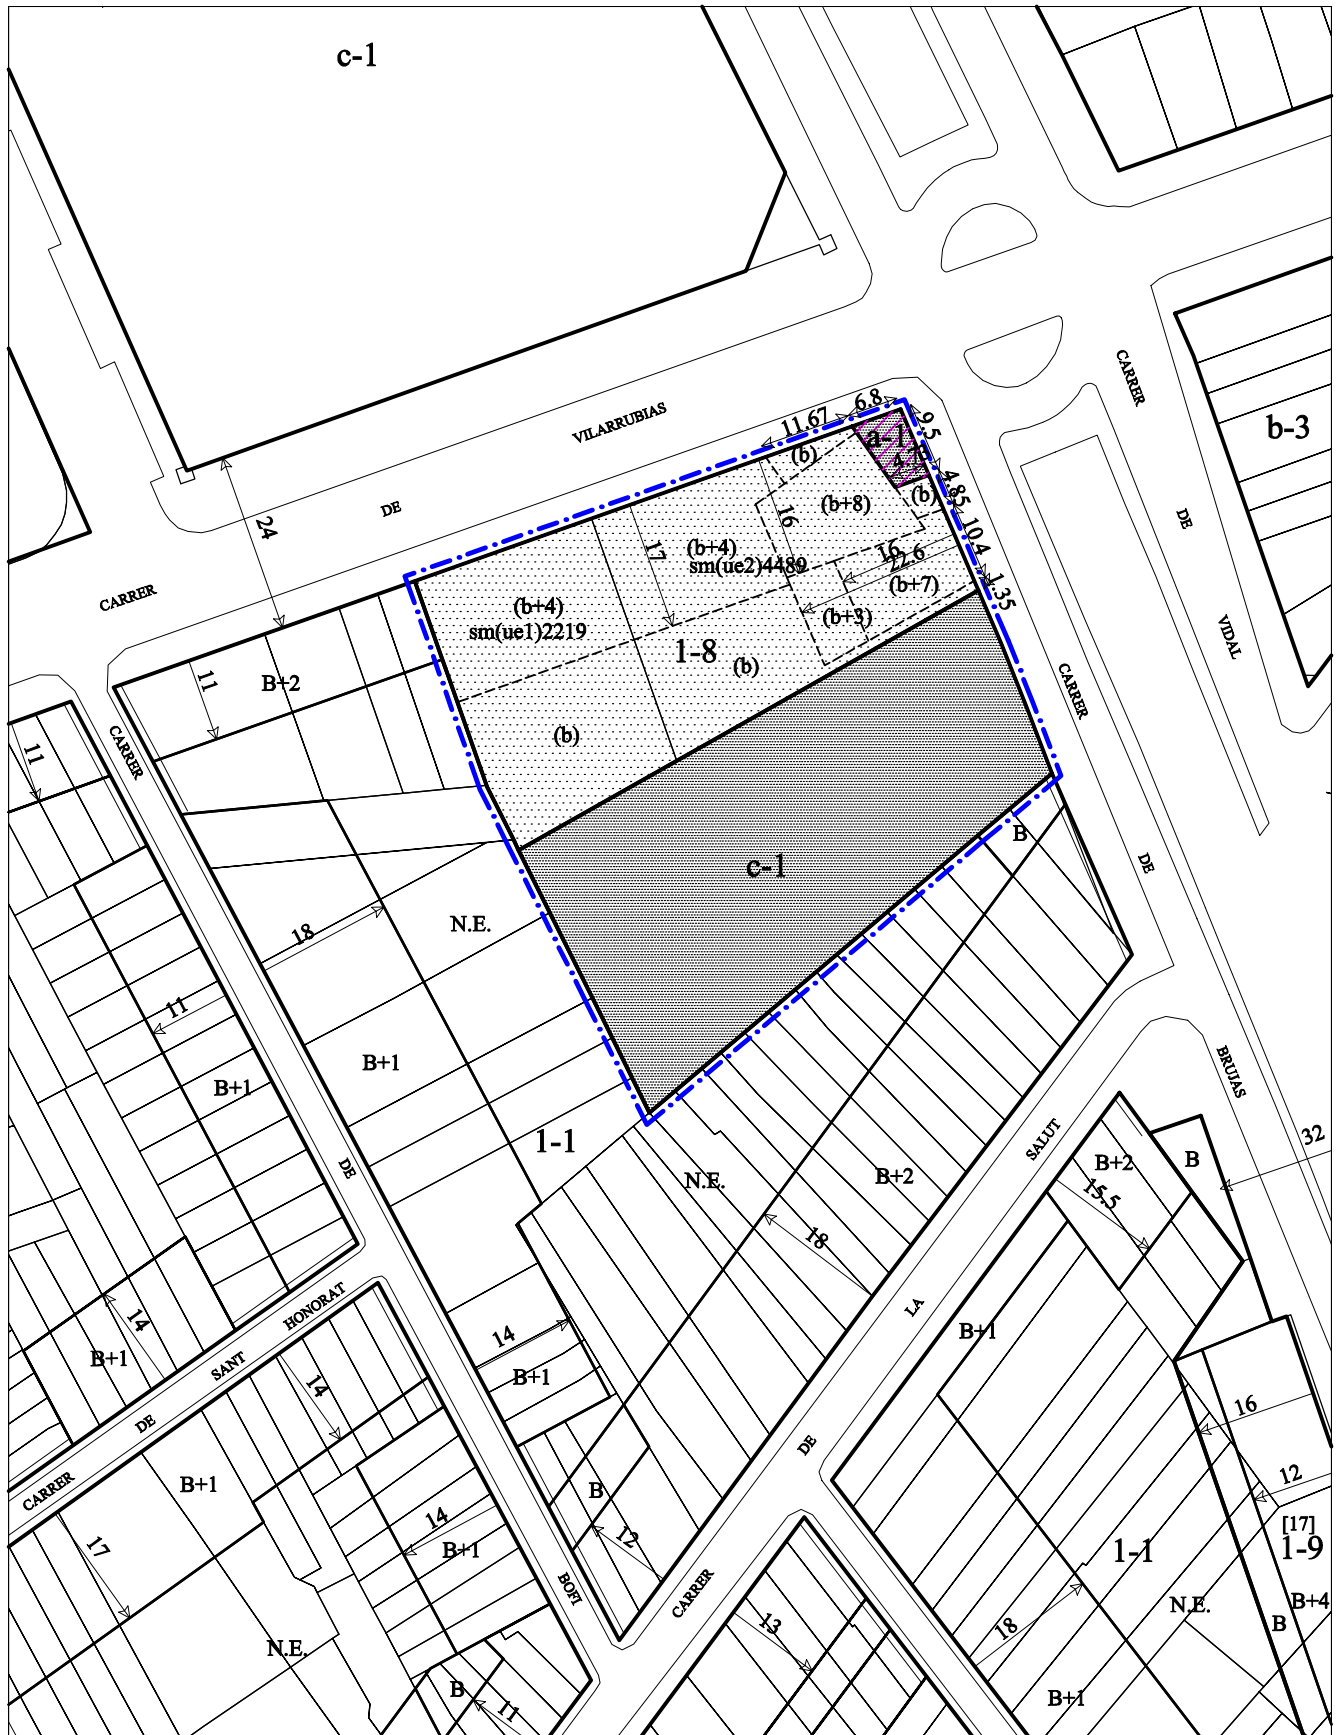 c-1
CARRER
b-3
VILARRUBIAS
6.8
11.67
9.5
a-1
(b)
(b)
4.85
(b+8)
16
DE
24
DE
10.4
17
(b+4)
sm(ue2)4489
16
22.6
1.35
(b+7)
CARRER
(b+4)
sm(ue1)2219
(b+3)
VIDAL
1-8
(b)
11
B+2
CARRER
(b)
CARRER
11
B
c-1
DE
18
N.E.
11
B+1
B+1
BRUJAS
1-1
SALUT
32
DE
N.E.
B+2
B+2
B
15.5
18
HONORAT
14
LA
14
B+1
B+1
SANT
14
B+1
DE
16
DE
CARRER
B+1
B
12
12
14
[17]
17
B+1
1-1
1-9
CARRER
BOFI
N.E.
B+4
13
18
B
N.E.
B
B+1
11